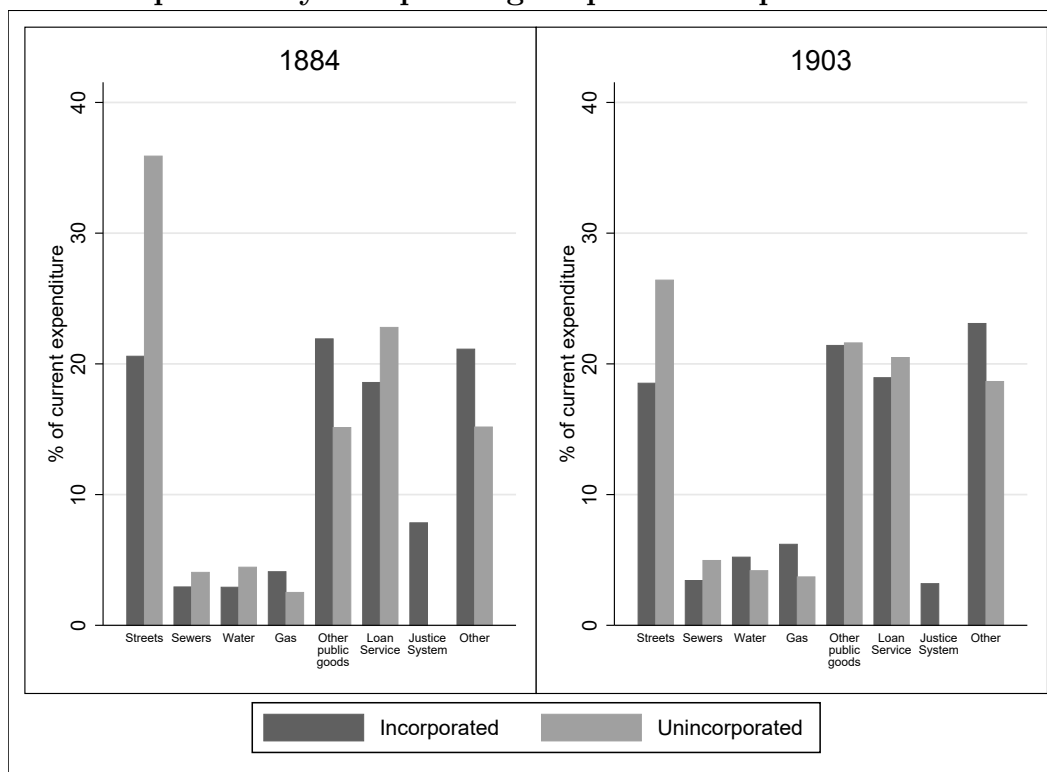 1884
% of current expenditure
40
30
20
10
0
Streets Sewers Water Gas Other public goods Loan Service Justice System Other
1903
% of current expenditure
40
30
20
10
0
Streets Sewers Water Gas Other public goods Loan Service Justice System Other
Incorporated Unincorporated